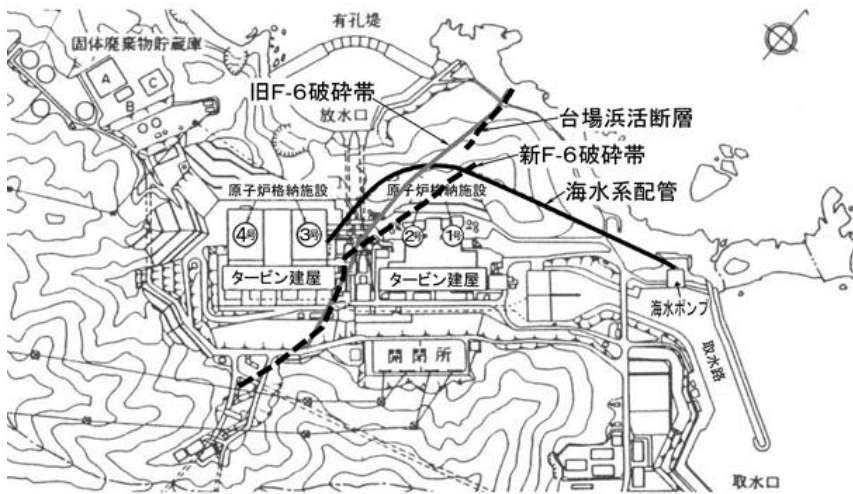 有孔堤
固体廃棄物貯蔵庫
A
C
B
旧F-6破砕帯
放水口
台場浜活断層
新F-6破砕帯
原子炉格納施設
原子炉格納施設
海水系配管
④号
③号
②号
①号
タービン建屋
タービン建屋
海水ポンプ
取水路
開閉所
取水口